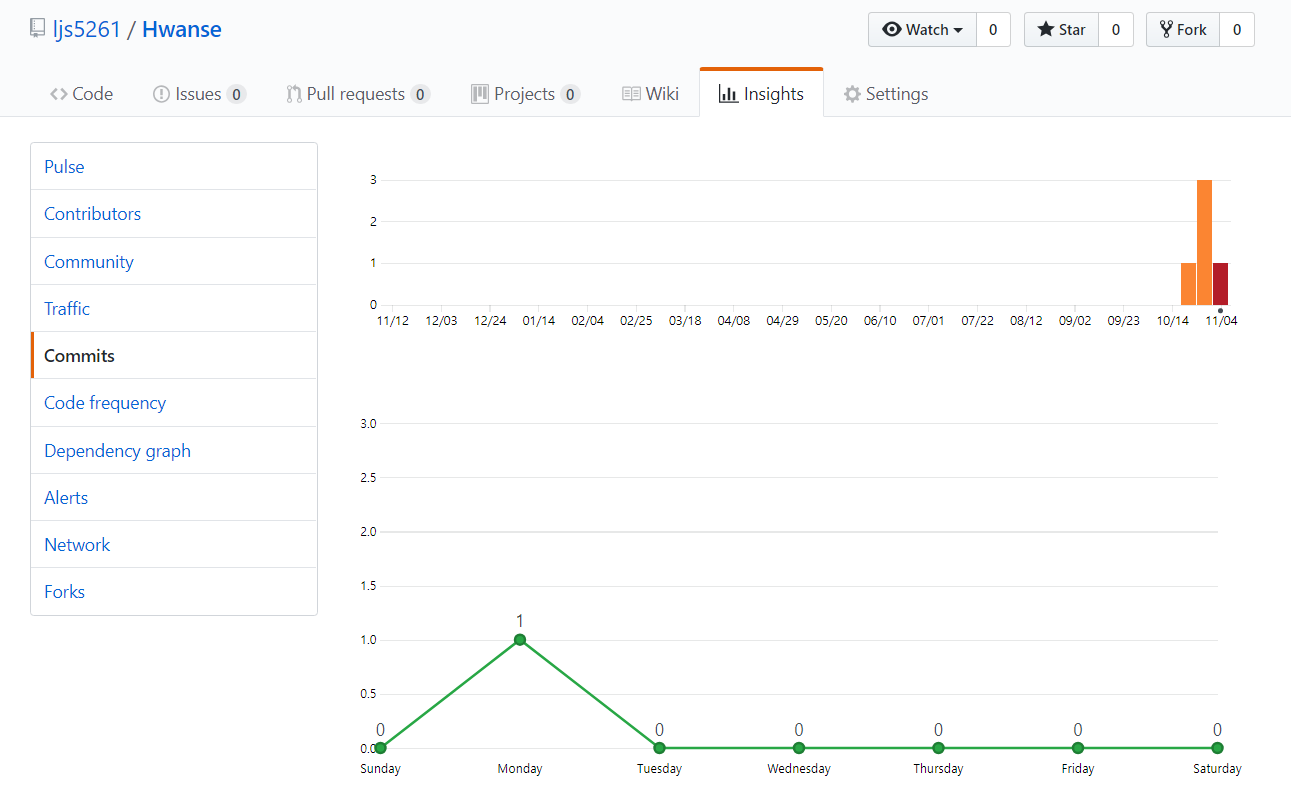 ljs5261 / Hwanse
Watch 0 Star 0 Fork 0
Code Issues 0 Pull requests 0 Projects 0 Wiki Insights Settings
Pulse
Contributors
Community
Traffic
Commits
Code frequency
Dependency graph
Alerts
Network
Forks
3
2
1
0
11/12 12/03 12/24 01/14 02/04 02/25 03/18 04/08 04/29 05/20 06/10 07/01 07/22 08/12 09/02 09/23 10/14 11/04
3.0
2.5
2.0
1.5
1
1.0
0.5
0 0 0 0 0 0
0.0
Sunday Monday Tuesday Wednesday Thursday Friday Saturday